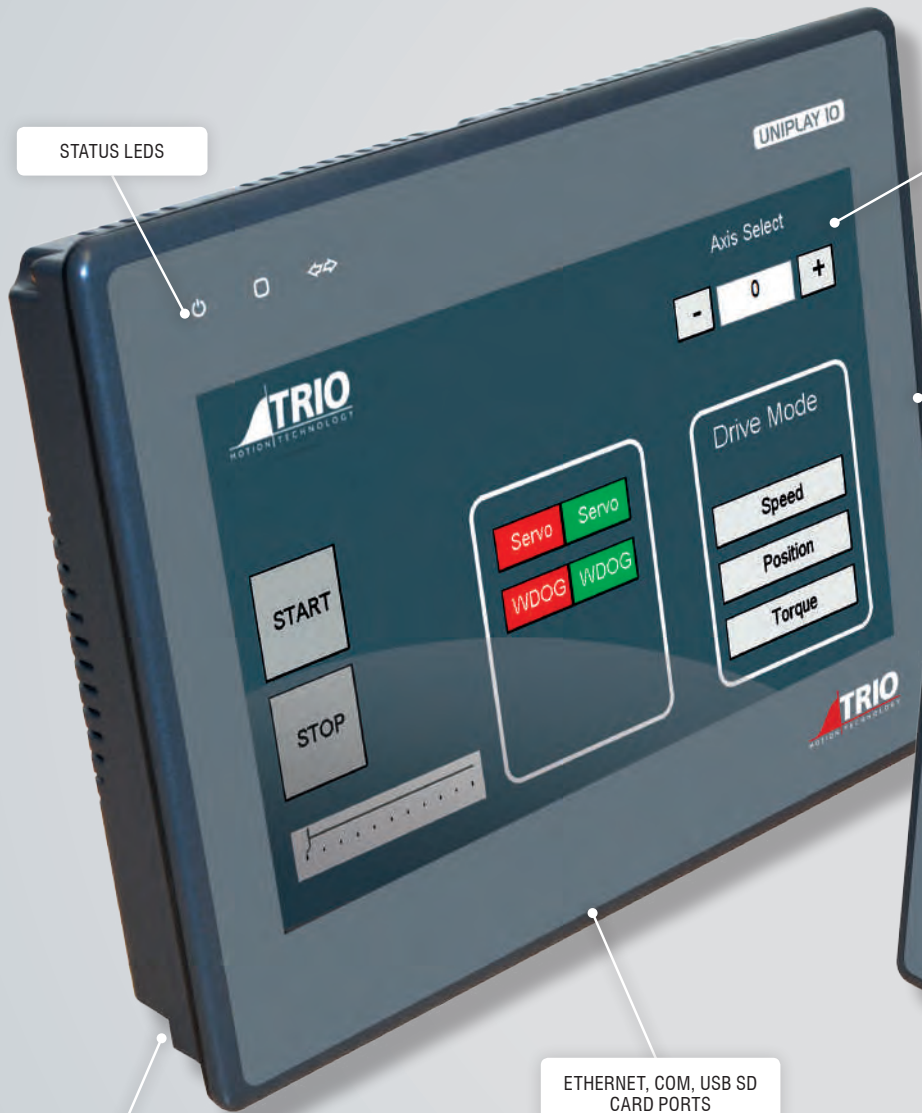 STATUS LEDS
UNIPLAY 10
Axis Select
- 0 +
TRIO
MOTION TECHNOLOGY
Drive Mode
Servo Servo
Speed
WDOG WDOG
Position
START
Torque
STOP
TRIO
MOTION TECHNOLOGY
ETHERNET, COM, USB SD
CARD PORTS